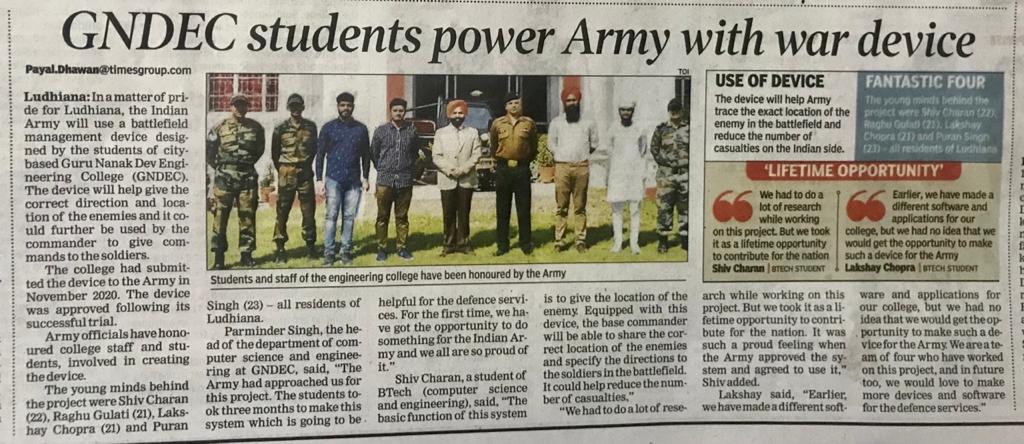 GNDEC students power Army with war device
Payal.Dhawan@timesgroup.com
Ludhiana: In a matter of pri-
de for Ludhiana, the Indian
Army will use a battlefield
management device desig-
ned by the students of city-
based Guru Nanak Dev Engi-
neering College (GNDEC).
The device will help give the
correct direction and loca-
tion of the enemies and it co-
uld further be used by the
commander to give com-
mands to the soldiers.
The college had submit-
ted the device to the Army in
November 2020. The device
was approved following its
successful trial.
Army officials have hono-
ured college staff and stu-
dents, involved in creating
the device.
The young minds behind
the project were Shiv Charan
(22), Raghu Gulati (21), Laks-
hay Chopra (21) and Puran
TOI
Students and staff of the engineering college have been honoured by the Army
Singh (23) – all residents of
Ludhiana.
Parminder Singh, the he-
ad of the department of com-
puter science and enginee-
ring at GNDEC, said, "The
Army had approached us for
this project. The students to-
ok three months to make this
system which is going to be
helpful for the defence servi-
ces. For the first time, we ha-
ve got the opportunity to do
something for the Indian Ar-
my and we all are so proud of
it."
Shiv Charan, a student of
BTech (computer science
and engineering), said, "The
basic function of this system
is to give the location of the
enemy. Equipped with this
device, the base commander
will be able to share the cor-
rect location of the enemies
and specify the directions to
the soldiers in the battlefield.
It could help reduce the num-
ber of casualties."
"We had to do a lot of rese-
arch while working on this
project. But we took it as a li-
fetime opportunity to contri-
bute for the nation. It was
such a proud feeling when
the Army approved the sy-
stem and agreed to use it,"
Shiv added.
Lakshay said, "Earlier,
we have made a different soft-
ware and applications for
our college, but we had no
idea that we would get the op-
portunity to make such a de-
vice for the Army. We are a te-
am of four who have worked
on this project, and in future
too, we would love to make
more devices and software
for the defence services."
USE OF DEVICE
The device will help Army
trace the exact location of the
enemy in the battlefield and
reduce the number of
casualties on the Indian side.
FANTASTIC FOUR
The young minds behind the
project were Shiv Charan (22),
Raghu Gulati (21), Lakshay
Chopra (21) and Puran Singh
(23) – all residents of Ludhiana
'LIFETIME OPPORTUNITY'
We had to do a
lot of research
while working
on this project. But we took
it as a lifetime opportunity
to contribute for the nation
Shiv Charan | BTECH STUDENT
Earlier, we have made a
different software and
applications for our
college, but we had no idea that we
would get the opportunity to make
such a device for the Army
Lakshay Chopra | BTECH STUDENT